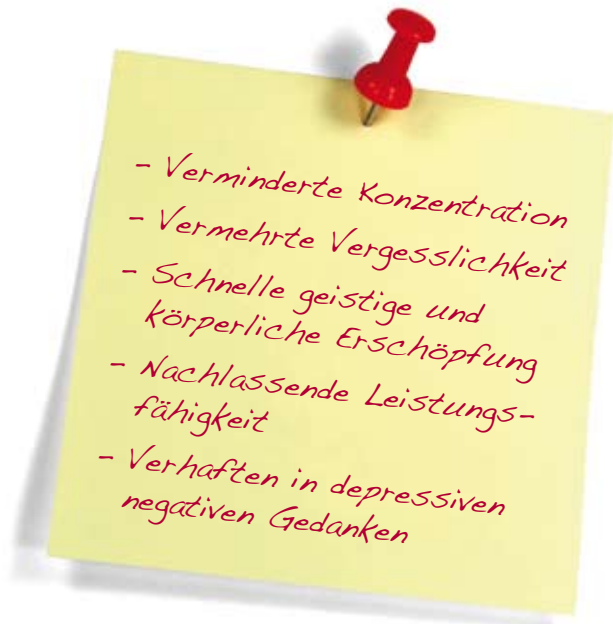 - Verminderte Konzentration
- Vermehrte Vergesslichkeit
- Schnelle geistige und
körperliche Erschöpfung
- Nachlassende Leistungs-
fähigkeit
- Verhaften in depressiven
negativen Gedanken